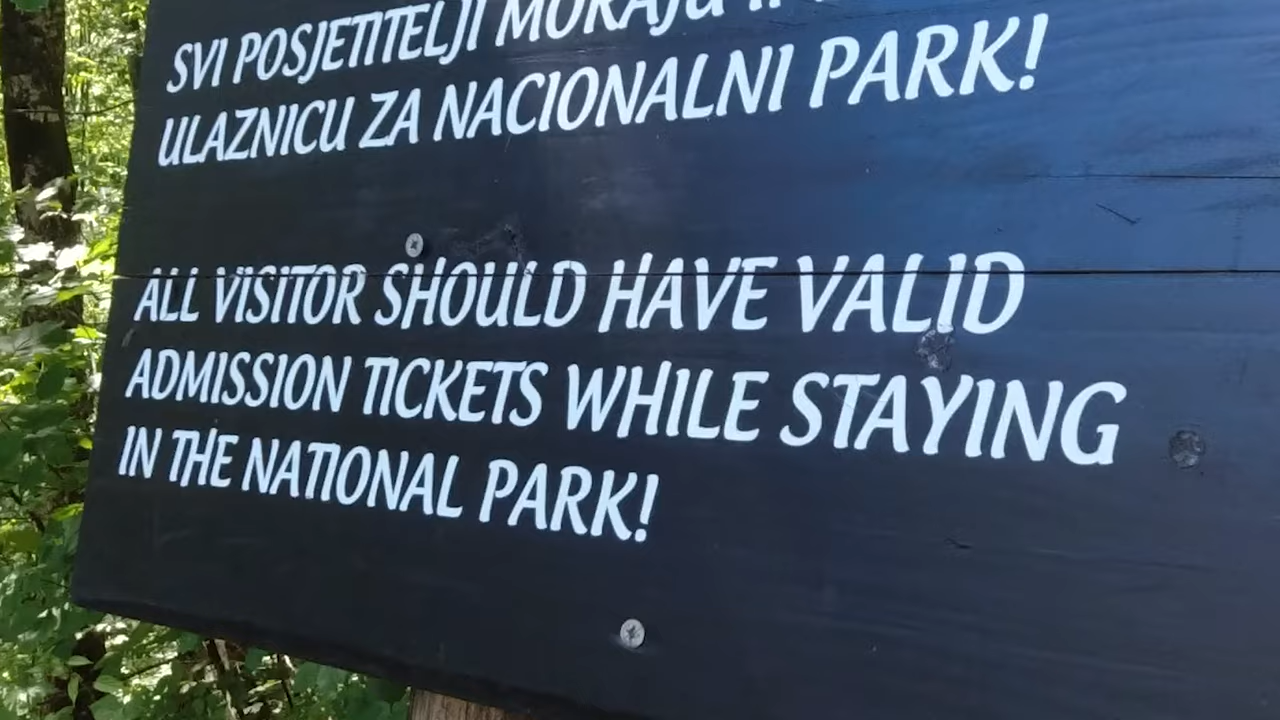 SVI POSJETITELJI MORAJU
ULAZNICU ZA NACIONALNI PARK!
ALL VISITOR SHOULD HAVE VALID
ADMISSION TICKETS WHILE STAYING
IN THE NATIONAL PARK!